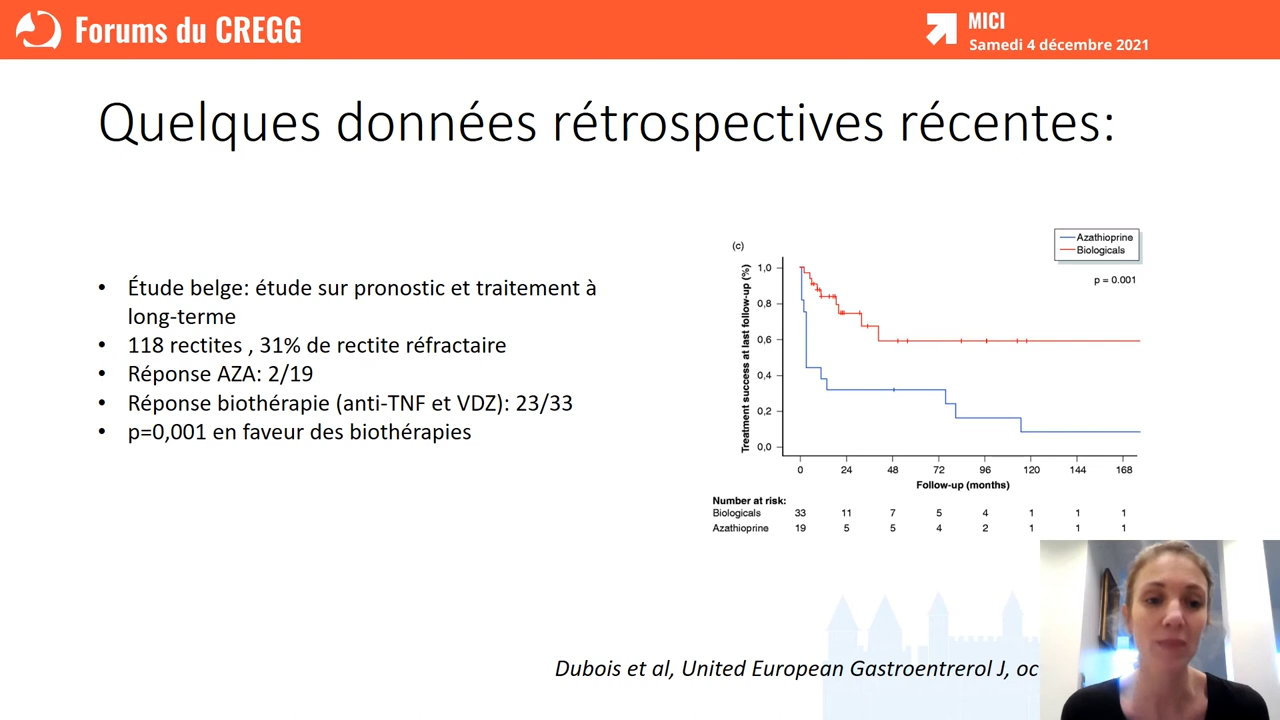 Forums du CREGG
MICI
Samedi 4 décembre 2021
Quelques données rétrospectives récentes:
• Étude belge: étude sur pronostic et traitement à
long-terme
• 118 rectites , 31% de rectite réfractaire
• Réponse AZA: 2/19
• Réponse biothérapie (anti-TNF et VDZ): 23/33
• p=0,001 en faveur des biothérapies
(c)
Azathioprine
Biologicals
p = 0.001
Treatment success at last follow-up (%)
1,0
0,8
0,6
0,4
0,2
0,0
0 24 48 72 96 120 144 168
Follow-up (months)
Number at risk:
Biologicals 33 11 7 5 4 1 1 1
Azathioprine 19 5 5 4 2 1 1 1
Dubois et al, United European Gastroentrerol J, oc